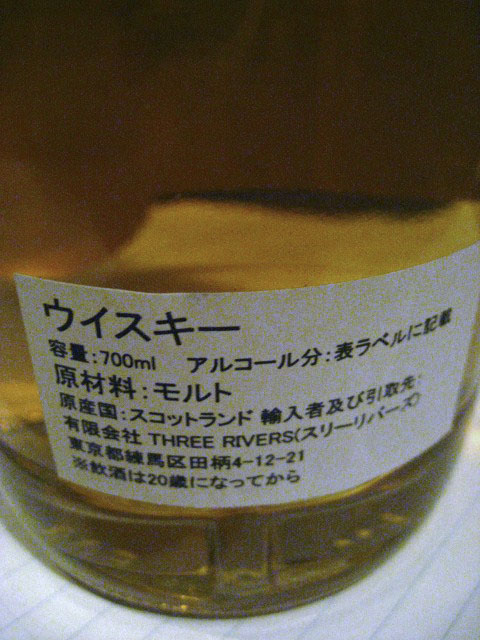 ウイスキー
容量:700ml アルコール分:表ラベルに記載
原材料:モルト
原産国:スコットランド 輸入者及び引取先:
有限会社 THREE RIVERS(スリーリバーズ)
東京都練馬区田柄4-12-21
※飲酒は20歳になってから